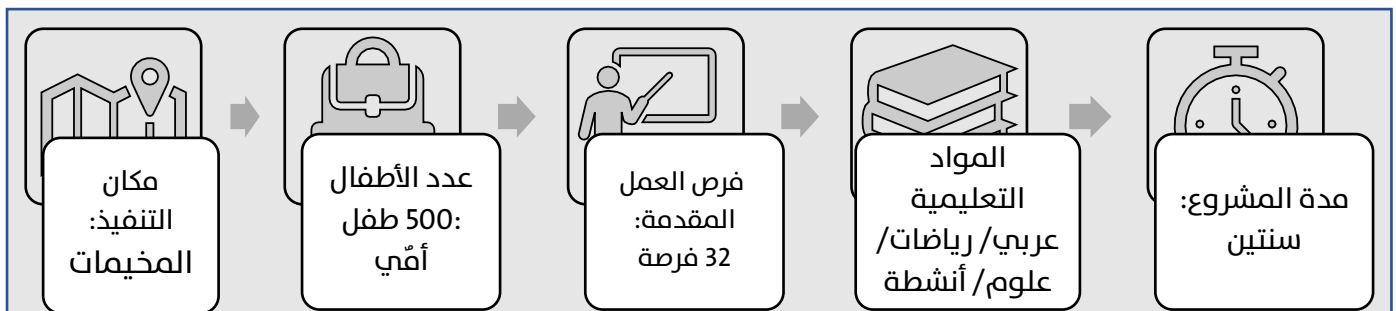 مكان
التنفيذ:
المخيمات
عدد الأطفال
:500 طفل
أمّي
فرص العمل
المقدمة:
32 فرصة
المواد
التعليمية
عربي/ رياضات/
علوم/ أنشطة
مدة المشروع:
سنتين